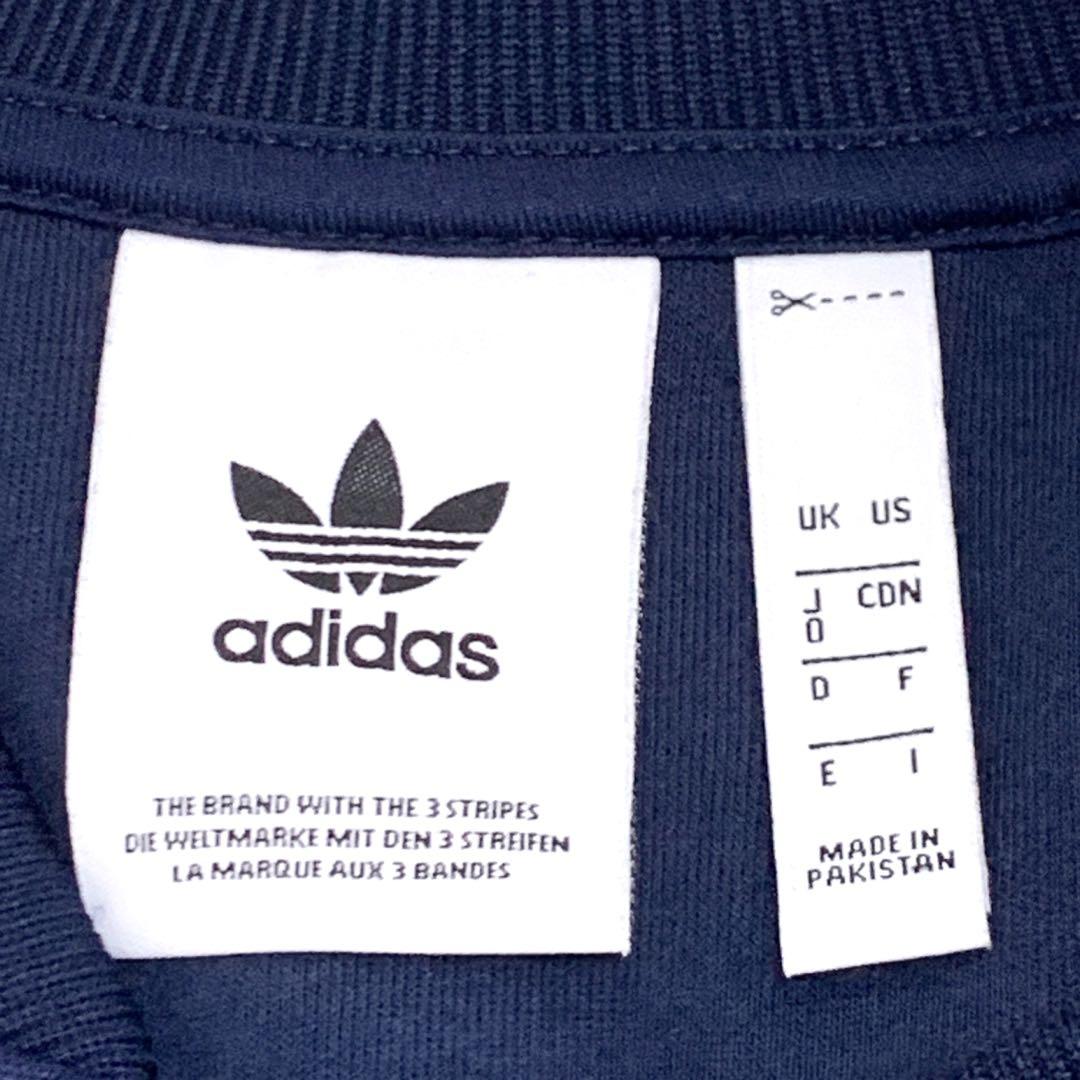 adidas
THE BRAND WITH THE 3 STRIPES
DIE WELTMARKE MIT DEN 3 STREIFEN
LA MARQUE AUX 3 BANDES
UK US
J CDN
O
D F
E I
MADE IN
PAKISTAN